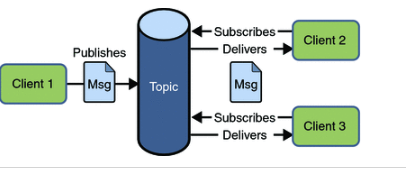 Publishes
Client 1
Msg
Topic
Subscribes
Delivers
Client 2
Msg
Subscribes
Delivers
Client 3